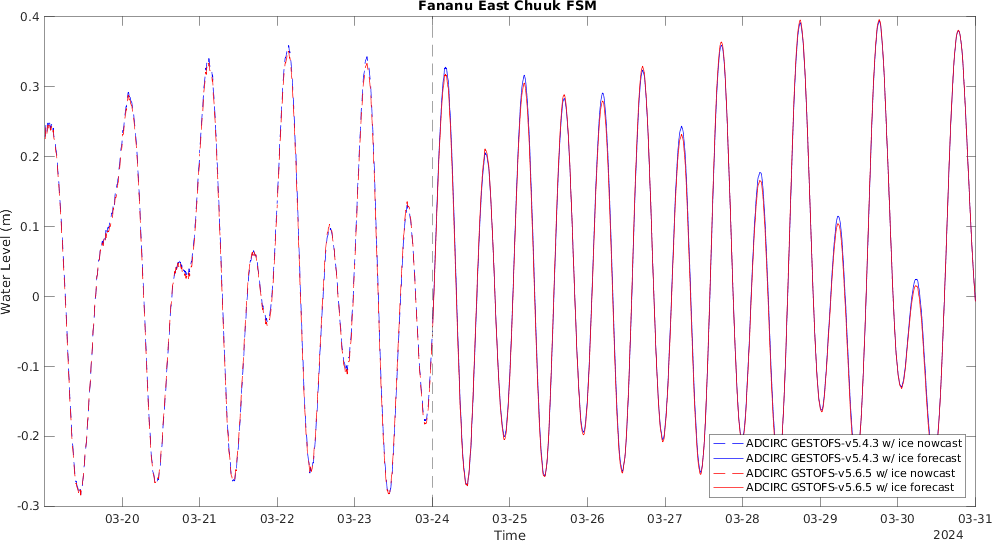 Fananu East Chuuk FSM
0.4
0.3
0.2
0.1
0
-0.1
-0.2
-0.3
Water Level (m)
ADCIRC GESTOFS-v5.4.3 w/ ice nowcast
ADCIRC GESTOFS-v5.4.3 w/ ice forecast
ADCIRC GSTOFS-v5.6.5 w/ ice nowcast
ADCIRC GSTOFS-v5.6.5 w/ ice forecast
03-20 03-21 03-22 03-23 03-24 03-25 03-26 03-27 03-28 03-29 03-30 03-31
Time
2024